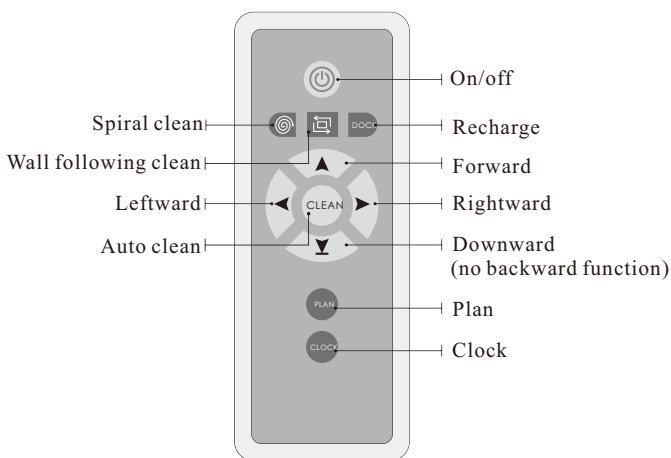 On/off
Spiral clean
DOCK
Recharge
Wall following clean
Forward
Leftward
CLEAN
Rightward
Auto clean
Downward
(no backward function)
PLAN
Plan
CLOCK
Clock